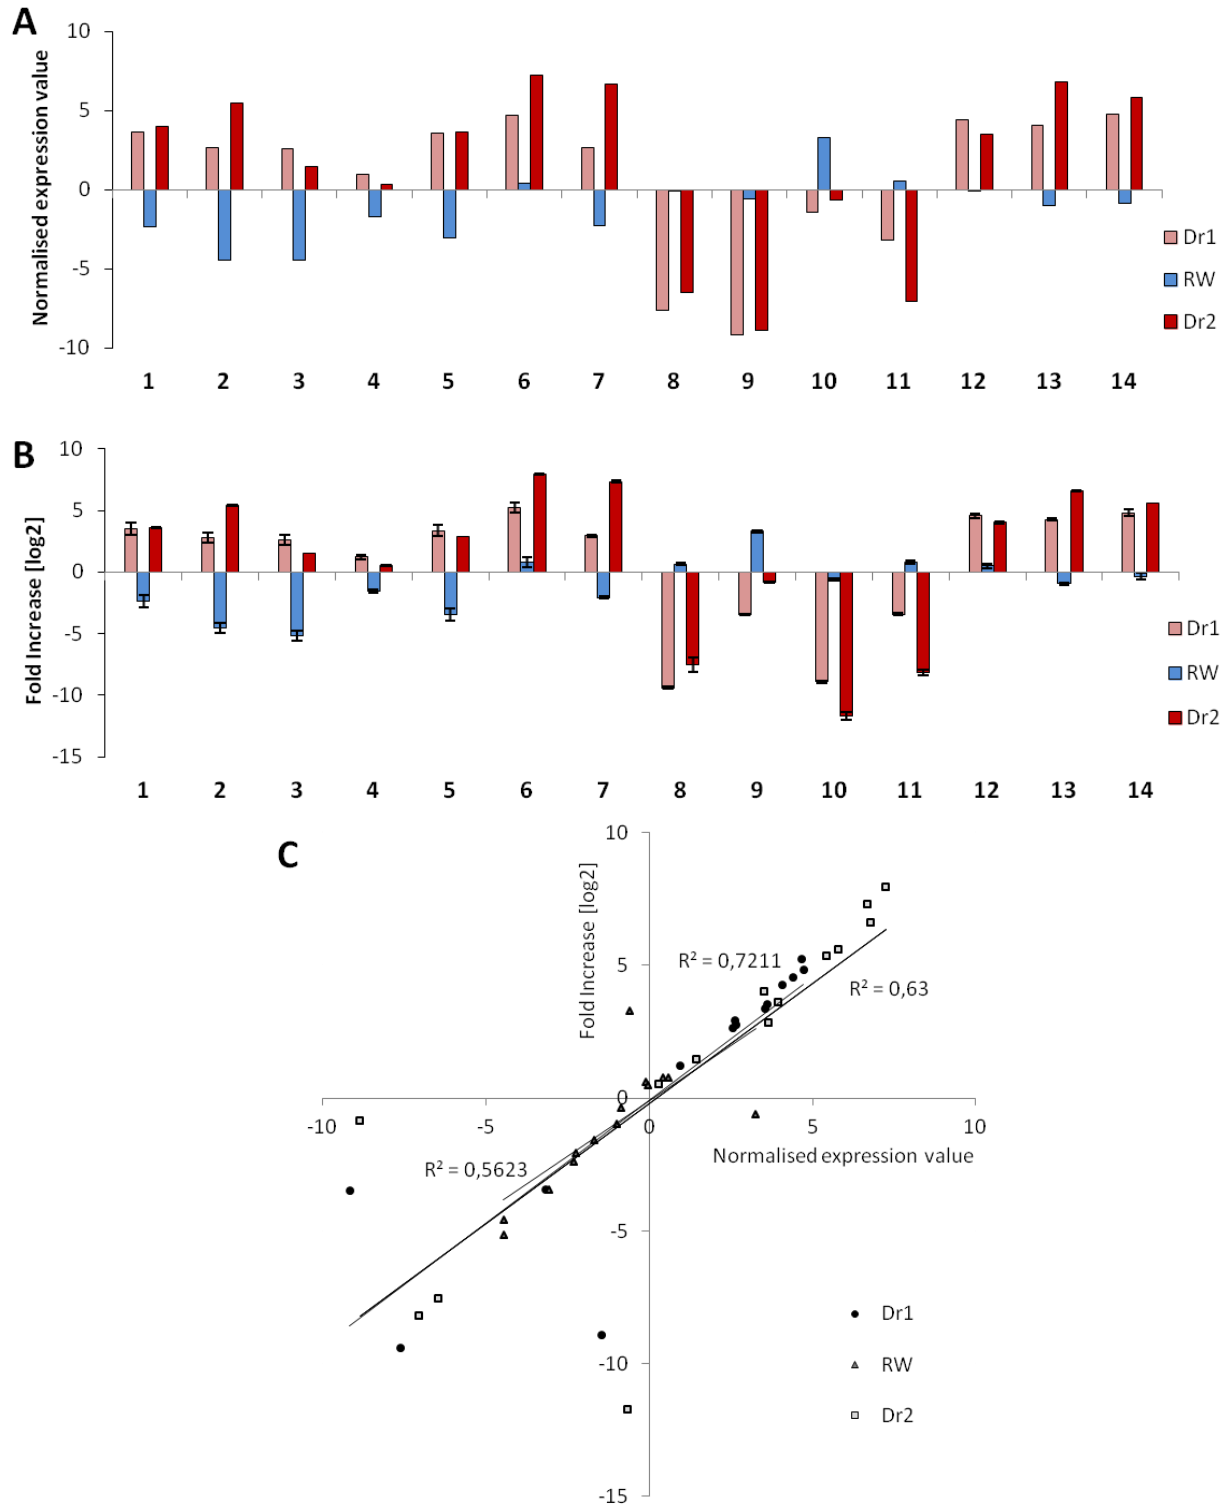 A
Normalised expression value
10
5
0
-5
-10
1 2 3 4 5 6 7 8 9 10 11 12 13 14
Dr1
RW
Dr2
B
Fold Increase [log2]
10
5
0
-5
-10
-15
1 2 3 4 5 6 7 8 9 10 11 12 13 14
Dr1
RW
Dr2
C
Fold Increase [log2]
10
5
0
-5
-10
-15
-10 -5 0 5 10
R² = 0,7211
R² = 0,63
R² = 0,5623
Normalised expression value
Dr1
RW
Dr2